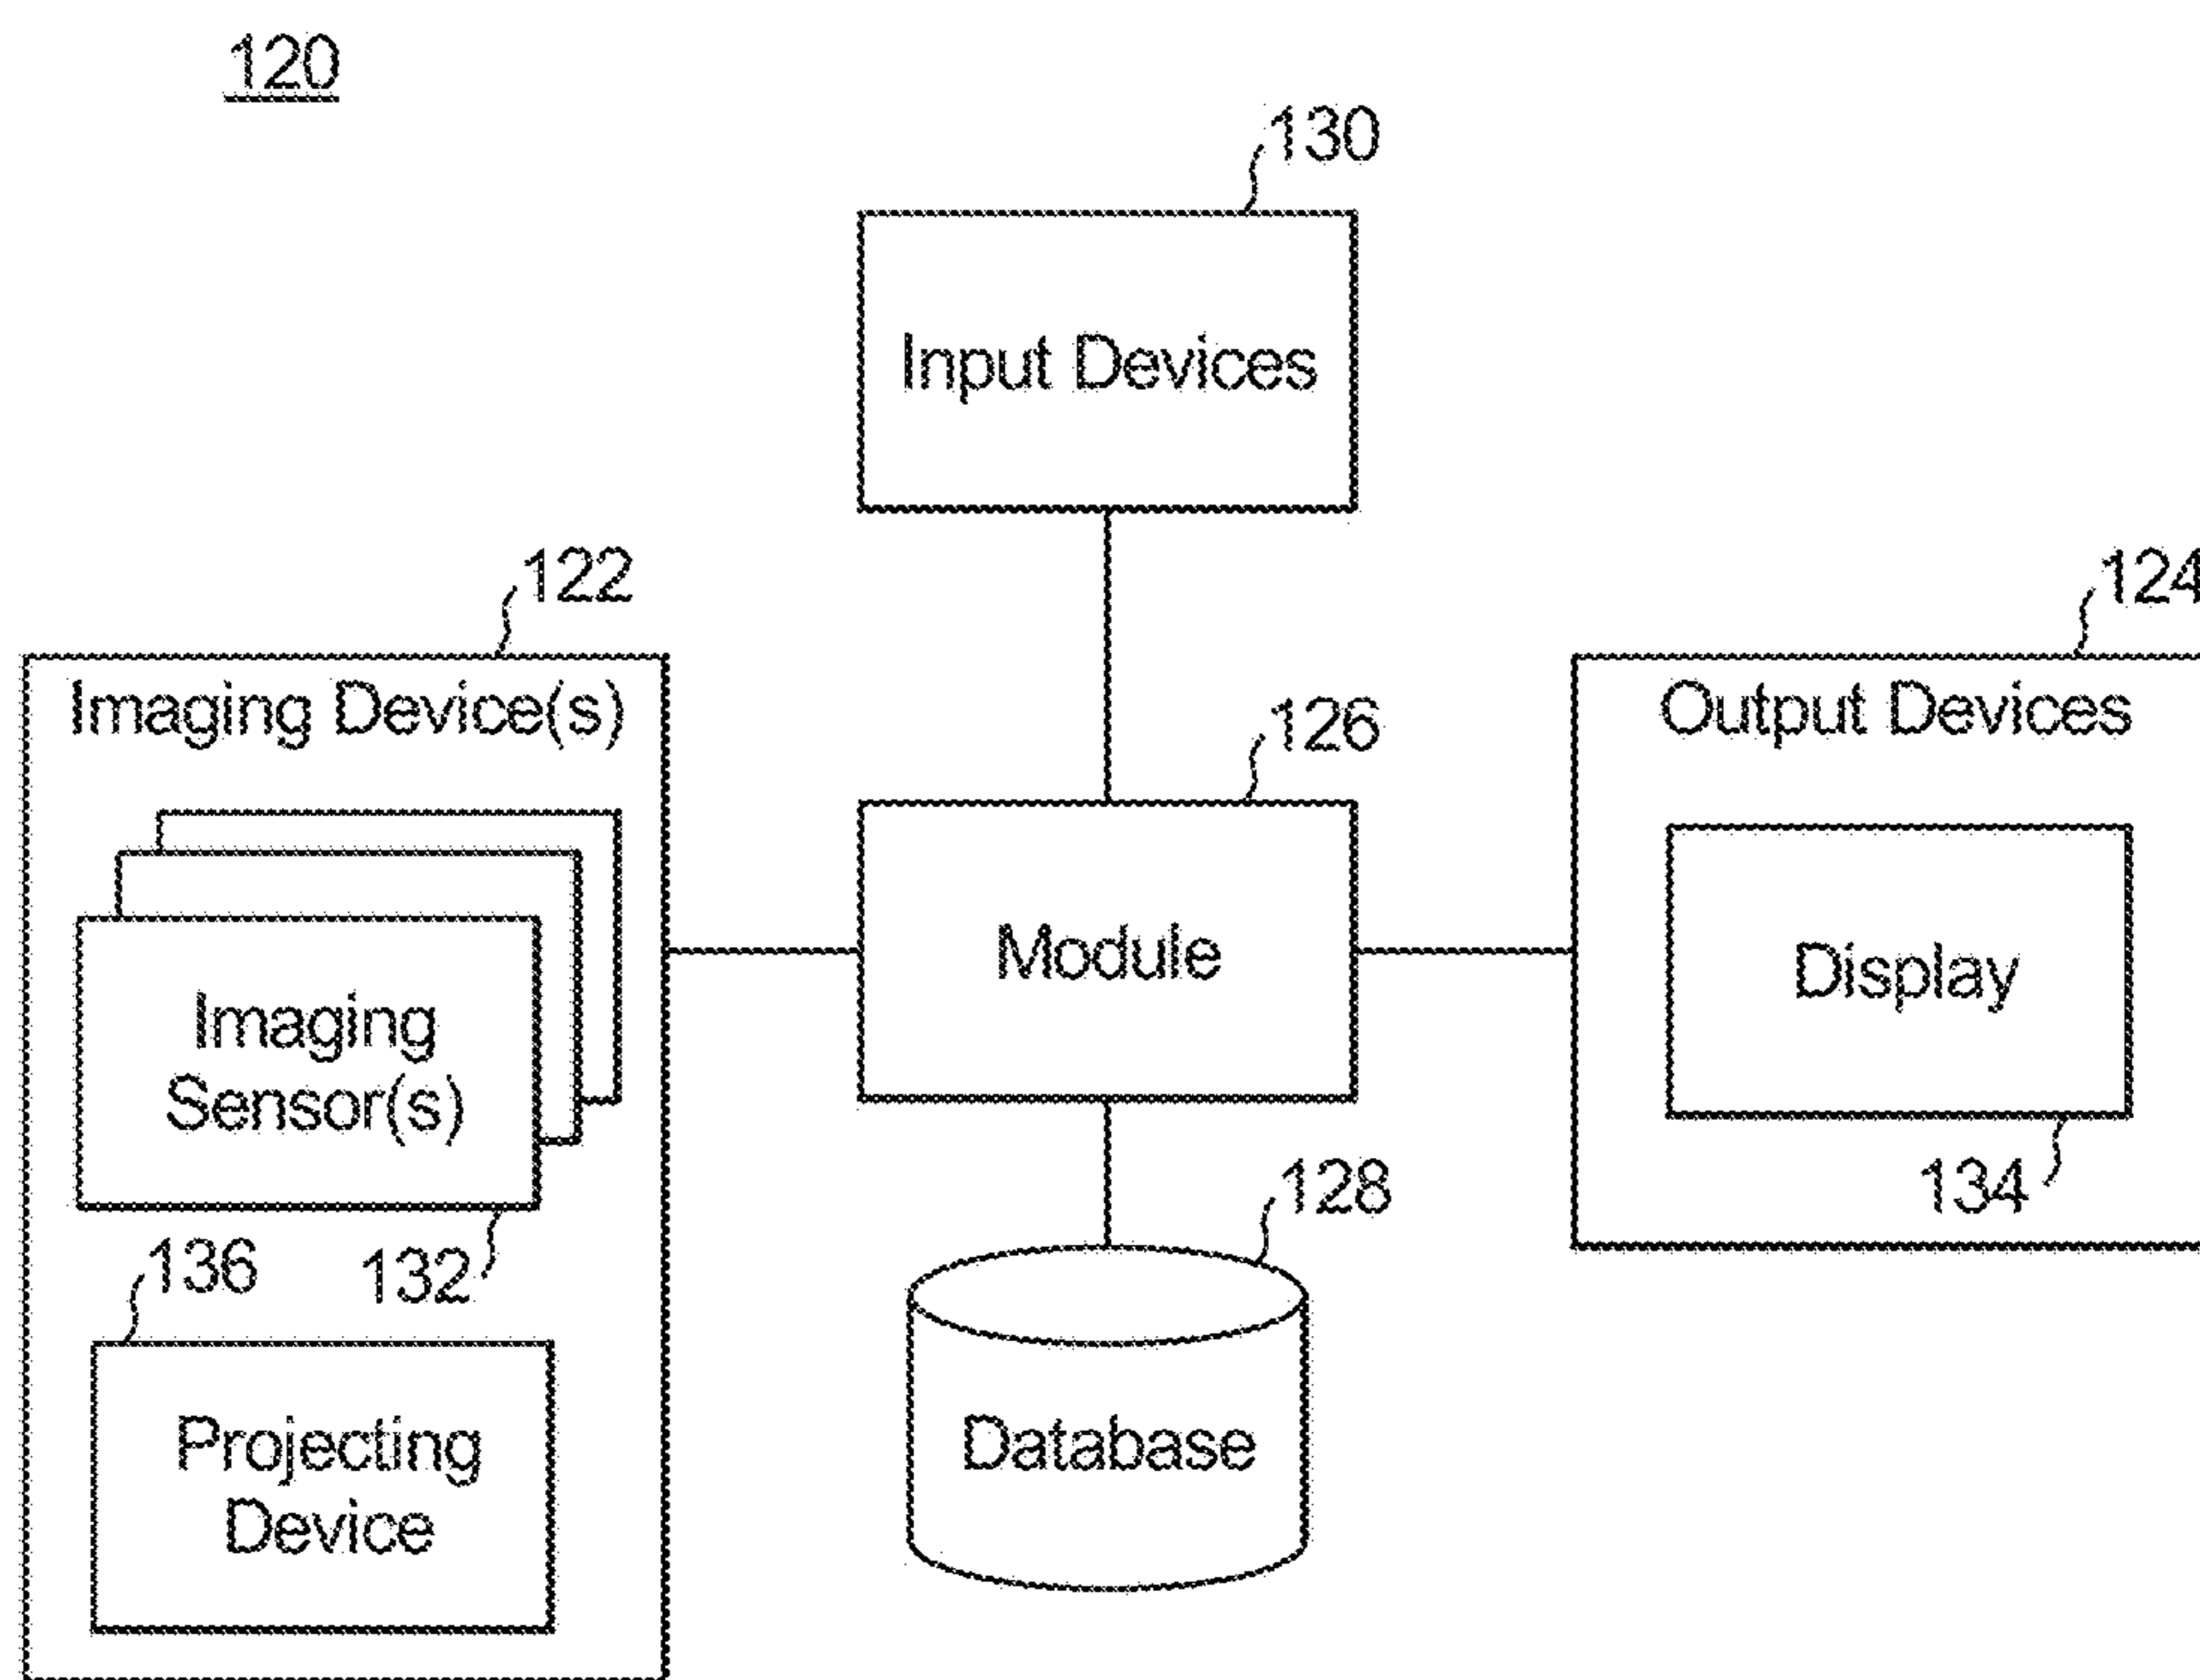 120
130
Input Devices
122
124
Imaging Device(s)
126
Output Devices
Module
Display
Imaging
Sensor(s)
134
128
136
132
Projecting
Device
Database